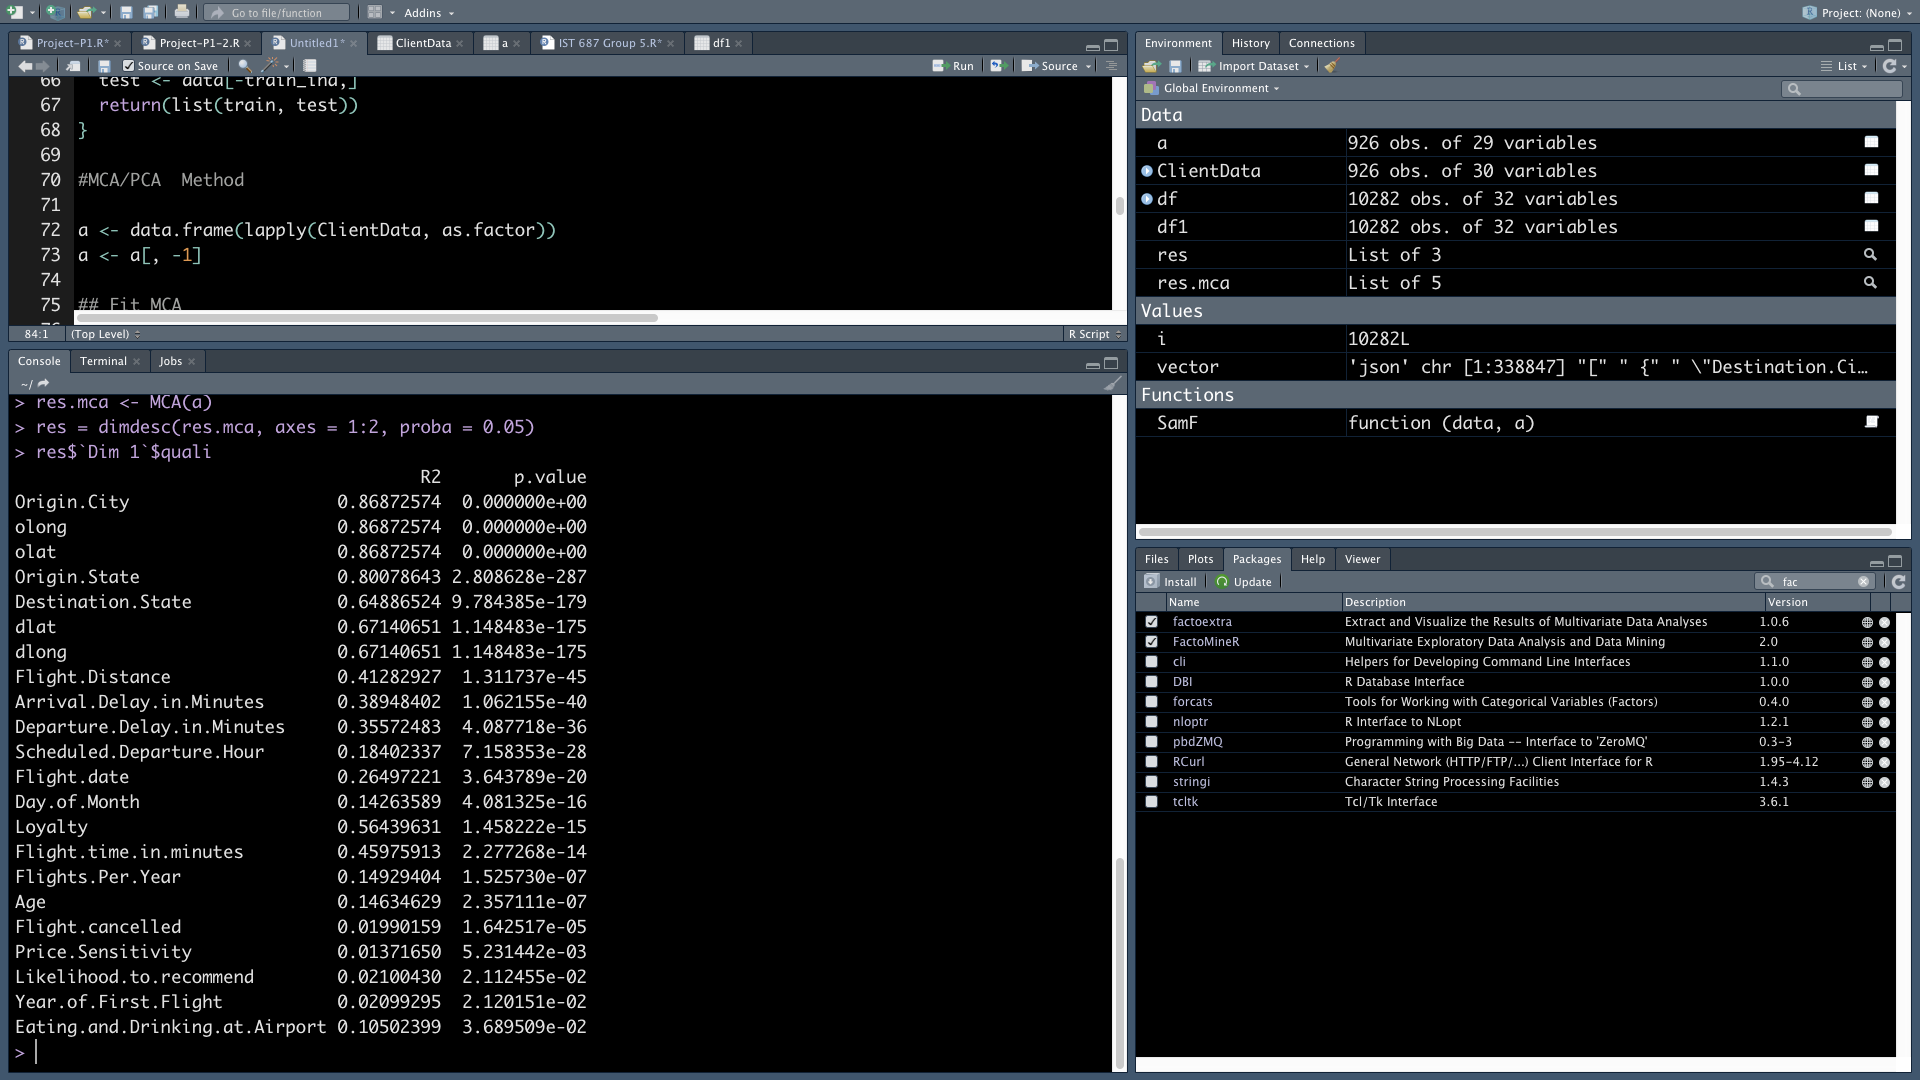 Go to file/function
Addins
Project: (None)
Project-P1.R*
Project-P1-2.R
Untitled1*
ClientData
a
IST 687 Group 5.R*
df1
Source on Save
Run
Source
66 test <- data[-train_ind,]
67 return(list(train, test))
68 }
69
70 #MCA/PCA Method
71
72 a <- data.frame(lapply(ClientData, as.factor))
73 a <- a[, -1]
74
75 ## Fit MCA
84:1 (Top Level) R Script
Console Terminal Jobs
~/
> res.mca <- MCA(a)
> res = dimdesc(res.mca, axes = 1:2, proba = 0.05)
> res$`Dim 1`$quali
R2 p.value
Origin.City 0.86872574 0.000000e+00
olong 0.86872574 0.000000e+00
olat 0.86872574 0.000000e+00
Origin.State 0.80078643 2.808628e-287
Destination.State 0.64886524 9.784385e-179
dlat 0.67140651 1.148483e-175
dlong 0.67140651 1.148483e-175
Flight.Distance 0.41282927 1.311737e-45
Arrival.Delay.in.Minutes 0.38948402 1.062155e-40
Departure.Delay.in.Minutes 0.35572483 4.087718e-36
Scheduled.Departure.Hour 0.18402337 7.158353e-28
Flight.date 0.26497221 3.643789e-20
Day.of.Month 0.14263589 4.081325e-16
Loyalty 0.56439631 1.458222e-15
Flight.time.in.minutes 0.45975913 2.277268e-14
Flights.Per.Year 0.14929404 1.525730e-07
Age 0.14634629 2.357111e-07
Flight.cancelled 0.01990159 1.642517e-05
Price.Sensitivity 0.01371650 5.231442e-03
Likelihood.to.recommend 0.02100430 2.112455e-02
Year.of.First.Flight 0.02099295 2.120151e-02
Eating.and.Drinking.at.Airport 0.10502399 3.689509e-02
>
Environment History Connections
Import Dataset List
Global Environment
Data
a 926 obs. of 29 variables
ClientData 926 obs. of 30 variables
df 10282 obs. of 32 variables
df1 10282 obs. of 32 variables
res List of 3
res.mca List of 5
Values
i 10282L
vector 'json' chr [1:338847] "[" " {" " \"Destination.Ci…
Functions
SamF function (data, a)
Files Plots Packages Help Viewer
Install Update fac
Name Description Version
factoextra Extract and Visualize the Results of Multivariate Data Analyses 1.0.6
FactoMineR Multivariate Exploratory Data Analysis and Data Mining 2.0
cli Helpers for Developing Command Line Interfaces 1.1.0
DBI R Database Interface 1.0.0
forcats Tools for Working with Categorical Variables (Factors) 0.4.0
nloptr R Interface to NLopt 1.2.1
pbdZMQ Programming with Big Data -- Interface to 'ZeroMQ' 0.3-3
RCurl General Network (HTTP/FTP/...) Client Interface for R 1.95-4.12
stringi Character String Processing Facilities 1.4.3
tcltk Tcl/Tk Interface 3.6.1